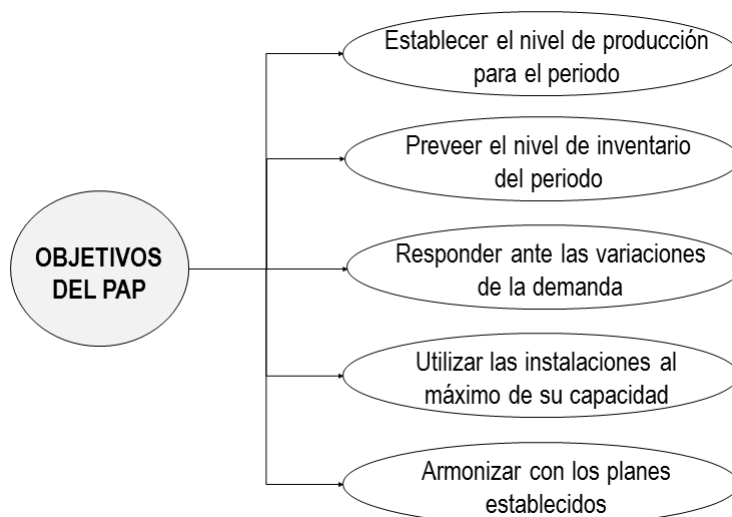 OBJETIVOS
DEL PAP
Establecer el nivel de producción
para el periodo
Preveer el nivel de inventario
del periodo
Responder ante las variaciones
de la demanda
Utilizar las instalaciones al
máximo de su capacidad
Armonizar con los planes
establecidos